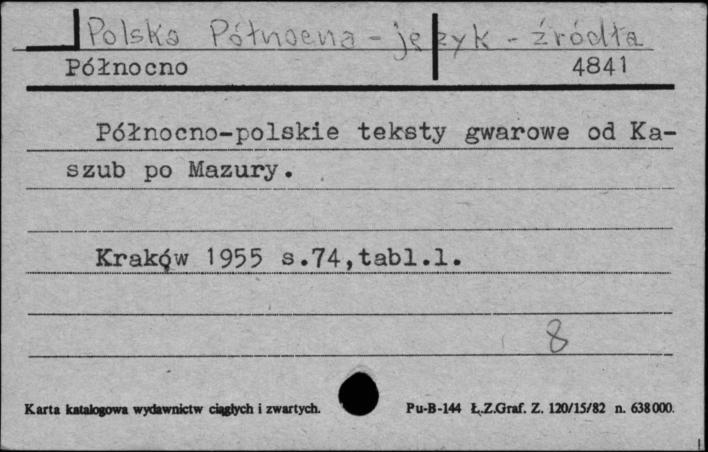 Polska Północna - język - źródła
Północno 4841
Północno-polskie teksty gwarowe od Ka-
szub po Mazury.
Kraków 1955 s.74,tabl.1.
8
Karta katalogowa wydawnictw ciągłych i zwartych. Pu-B-144 Ł.Z.Graf. Z. 120/15/82 n. 638000.